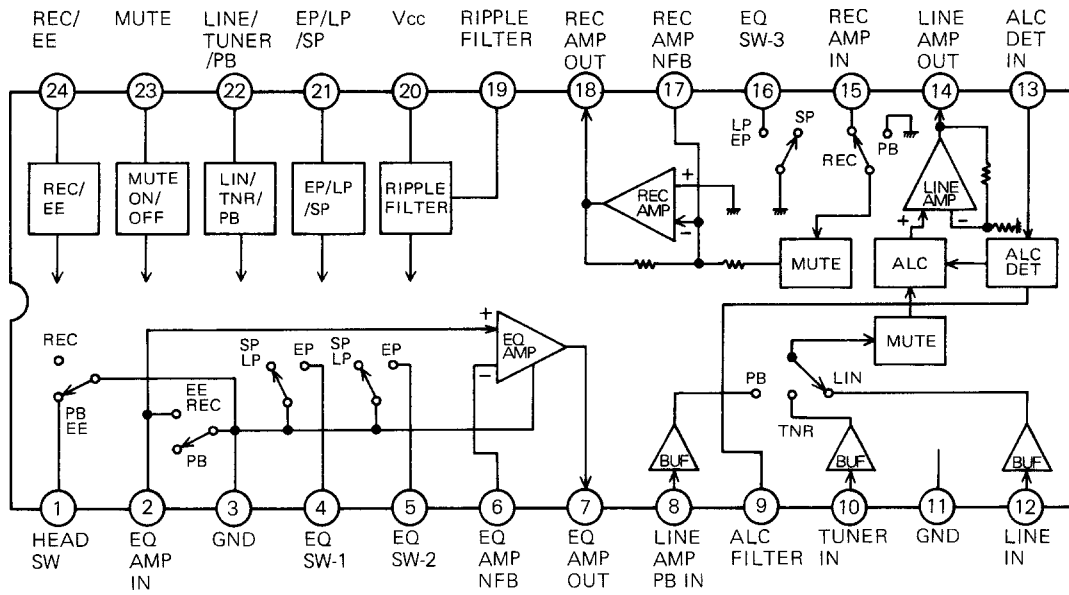 REC/ MUTE LINE/ EP/LP Vcc RIPPLE REC REC EQ REC LINE ALC
EE TUNER /SP FILTER AMP AMP SW-3 AMP AMP DET
/PB OUT NFB IN OUT IN
24 23 22 21 20 19 18 17 16 15 14 13
LP SP
EP
PB
REC
REC/ MUTE LIN/ EP/LP RIPPLE
EE ON/ TNR/ /SP FILTER
OFF PB
REC
AMP
+
−
LINE
AMP
+ −
MUTE ALC ALC
DET
MUTE
REC
PB
EE
EE
REC
PB
SP
LP
EP
SP
LP
EP
+
−
EQ
AMP
PB
LIN
TNR
BUF BUF BUF
1 2 3 4 5 6 7 8 9 10 11 12
HEAD EQ GND EQ EQ EQ EQ LINE ALC TUNER GND LINE
SW AMP SW-1 SW-2 AMP AMP AMP FILTER IN IN
IN NFB OUT PB IN